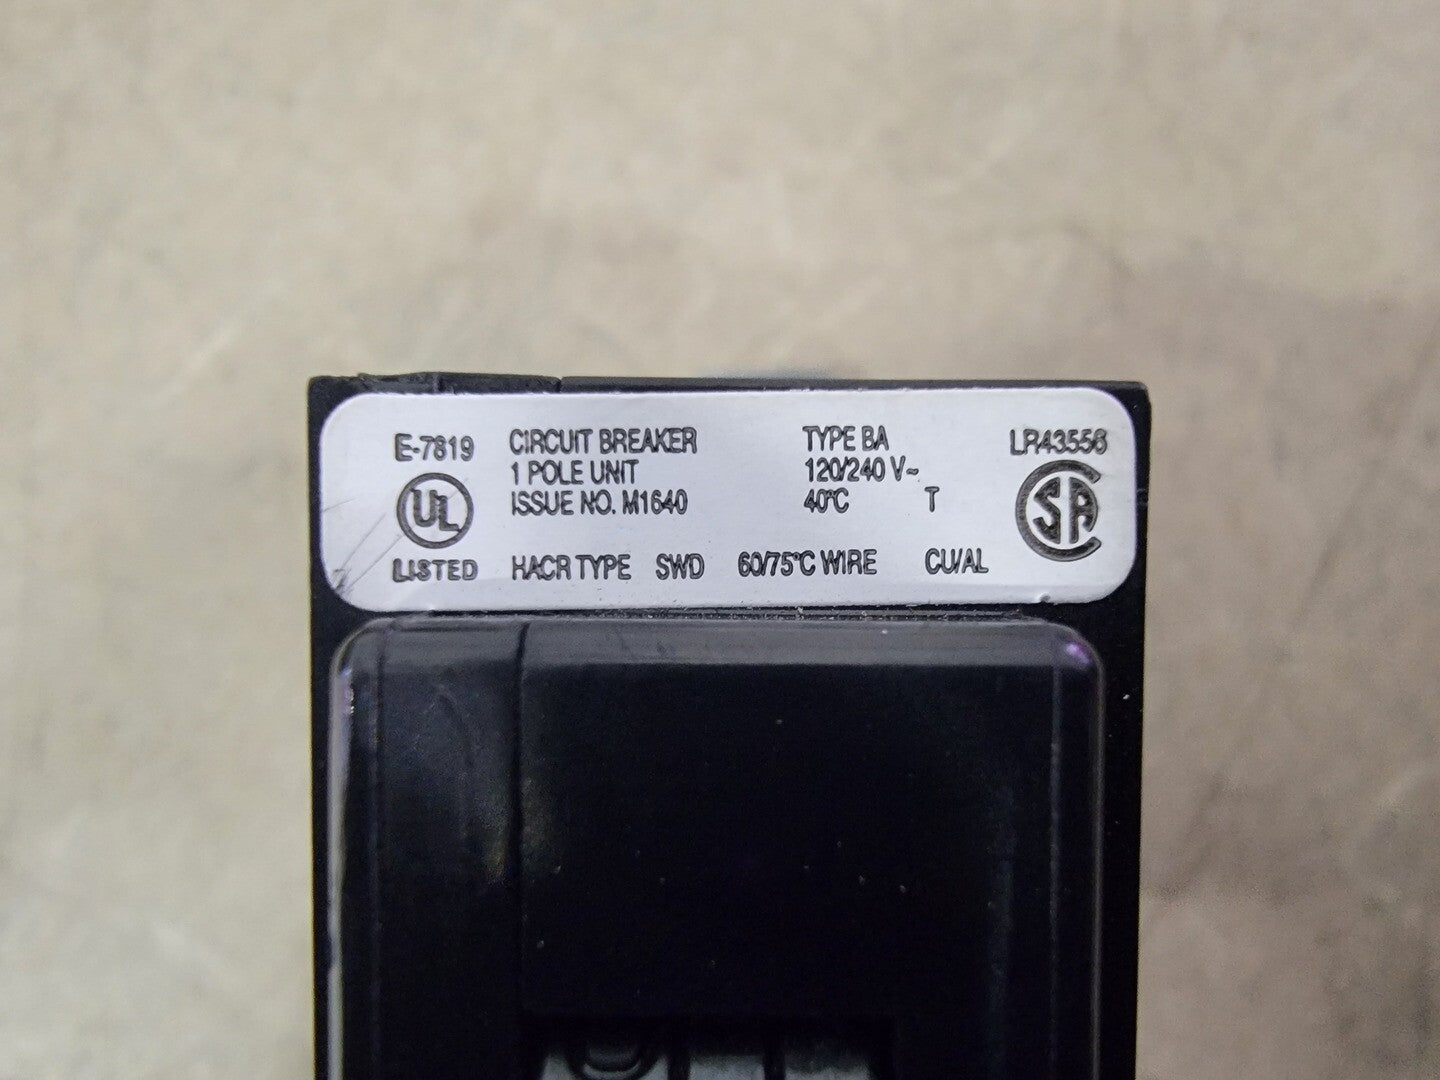 E-7819 CIRCUIT BREAKER TYPE BA LR43556
1 POLE UNIT 120/240 V~
ISSUE NO. M1640 40°C T
UL SA
LISTED HACR TYPE SWD 60/75°C WIRE CU/AL